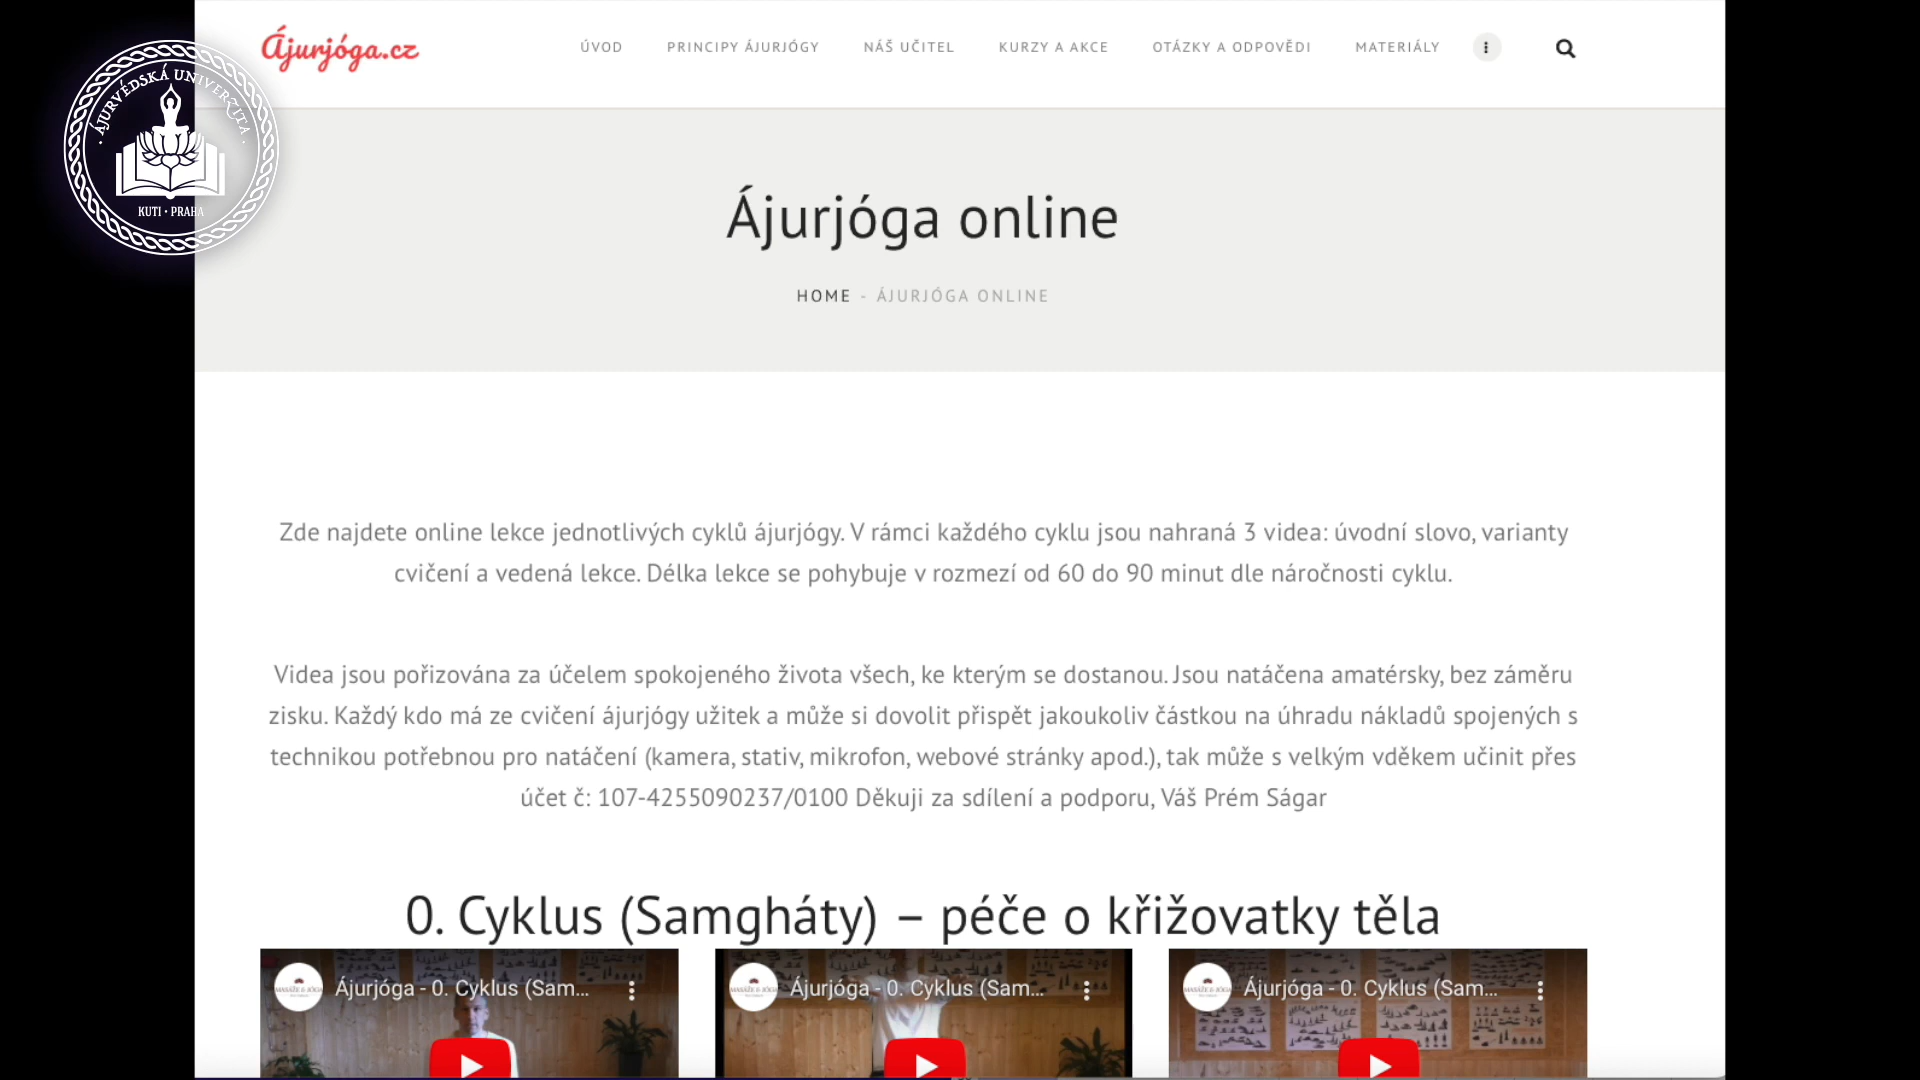 Ájurjóga.cz
ÚVOD
PRINCIPY ÁJURJÓGY
NÁŠ UČITEL
KURZY A AKCE
OTÁZKY A ODPOVĚDI
MATERIÁLY
· ÁJURVÉDSKÁ UNIVERZITA ·
KUTI · PRAHA
Ájurjóga online
HOME - ÁJURJÓGA ONLINE
Zde najdete online lekce jednotlivých cyklů ájurjógy. V rámci každého cyklu jsou nahraná 3 videa: úvodní slovo, varianty
cvičení a vedená lekce. Délka lekce se pohybuje v rozmezí od 60 do 90 minut dle náročnosti cyklu.
Videa jsou pořizována za účelem spokojeného života všech, ke kterým se dostanou. Jsou natáčena amatérsky, bez záměru
zisku. Každý kdo má ze cvičení ájurjógy užitek a může si dovolit přispět jakoukoliv částkou na úhradu nákladů spojených s
technikou potřebnou pro natáčení (kamera, stativ, mikrofon, webové stránky apod.), tak může s velkým vděkem učinit přes
účet č: 107-4255090237/0100 Děkuji za sdílení a podporu, Váš Prém Ságar
0. Cyklus (Samgháty) – péče o křižovatky těla
Ájurjóga - 0. Cyklus (Sam...
Ájurjóga - 0. Cyklus (Sam...
Ájurjóga - 0. Cyklus (Sam...
MASÁŽE & JÓGA
MASÁŽE & JÓGA
MASÁŽE & JÓGA